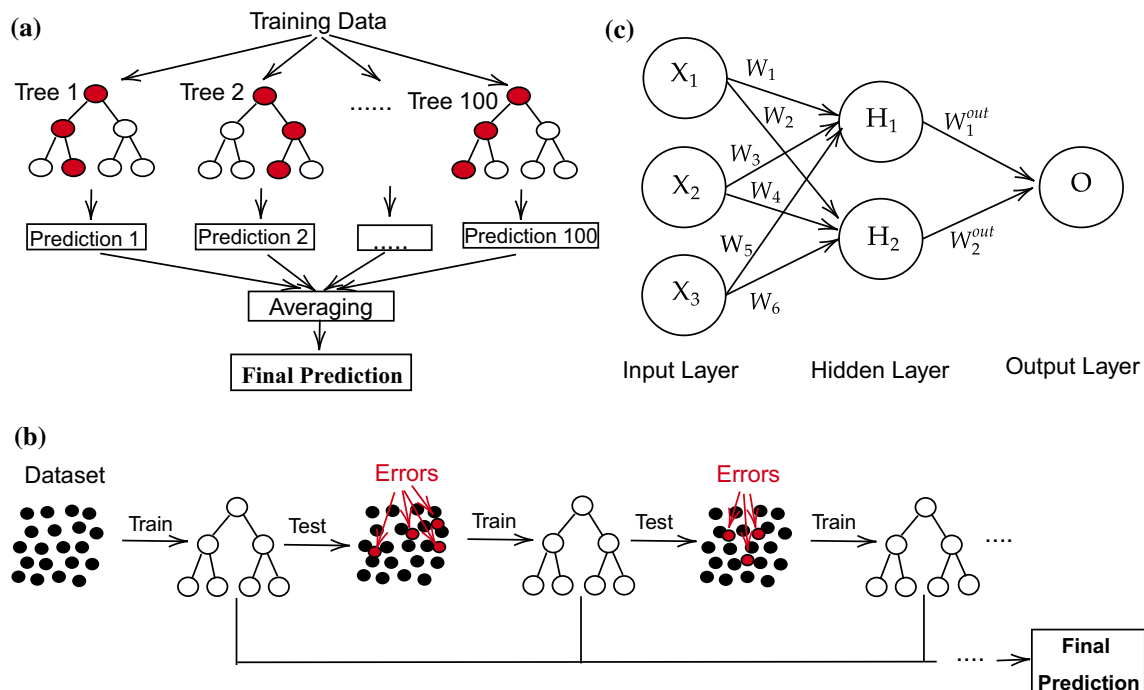 (a)
Training Data
Tree 1
Tree 2
......
Tree 100
Prediction 1
Prediction 2
.....
Prediction 100
Averaging
Final Prediction
(c)
X1
X2
X3
W1
W2
W3
W4
W5
W6
H1
H2
W1out
W2out
O
Input Layer
Hidden Layer
Output Layer
(b)
Dataset
Train
Test
Errors
Train
Test
Errors
Train
....
....
Final
Prediction